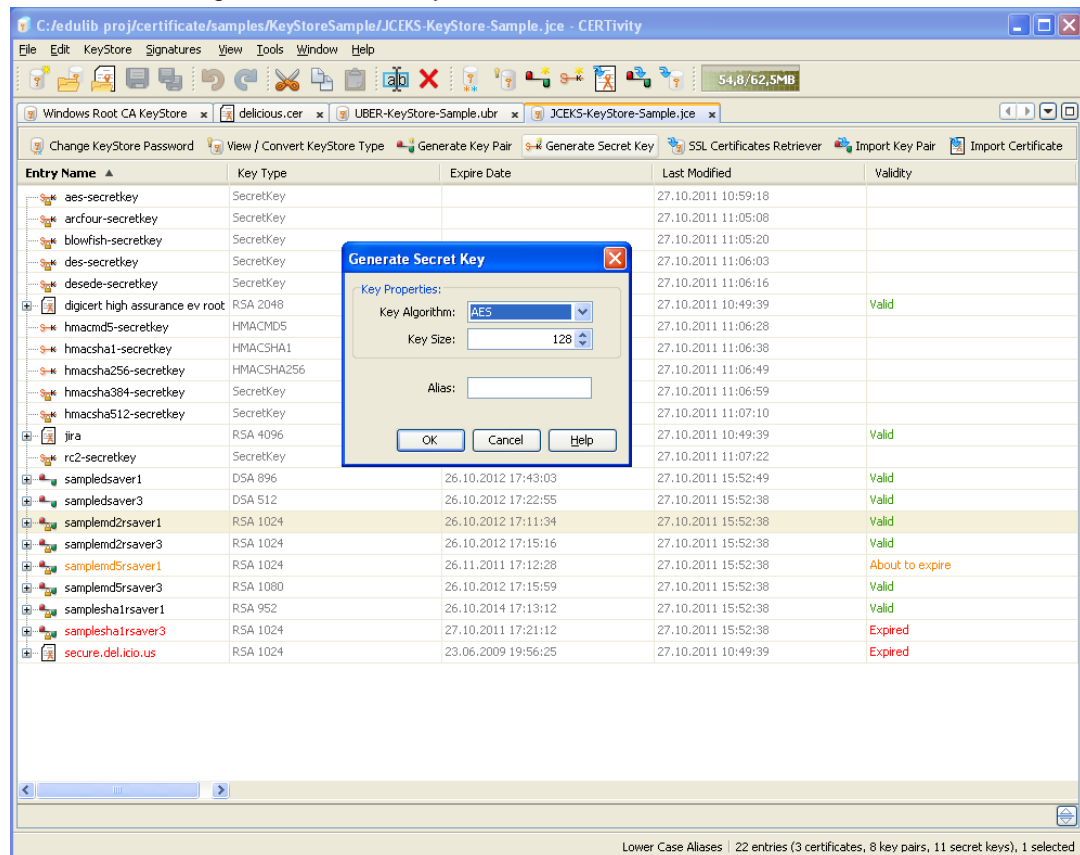 C:/edulib proj/certificate/samples/KeyStoreSample/JCEKS-KeyStore-Sample.jce - CERTivity
File Edit KeyStore Signatures View Tools Window Help
54,8/62,5MB
Windows Root CA KeyStore x delicious.cer x UBER-KeyStore-Sample.ubr x JCEKS-KeyStore-Sample.jce x
Change KeyStore Password View / Convert KeyStore Type Generate Key Pair Generate Secret Key SSL Certificates Retriever Import Key Pair Import Certificate
Entry Name Key Type Expire Date Last Modified Validity
aes-secretkey SecretKey 27.10.2011 10:59:18
arcfour-secretkey SecretKey 27.10.2011 11:05:08
blowfish-secretkey SecretKey 27.10.2011 11:05:20
des-secretkey SecretKey 27.10.2011 11:06:03
desede-secretkey SecretKey 27.10.2011 11:06:16
digicert high assurance ev root RSA 2048 27.10.2011 10:49:39 Valid
hmacmd5-secretkey HMACMD5 27.10.2011 11:06:28
hmacsha1-secretkey HMACSHA1 27.10.2011 11:06:38
hmacsha256-secretkey HMACSHA256 27.10.2011 11:06:49
hmacsha384-secretkey SecretKey 27.10.2011 11:06:59
hmacsha512-secretkey SecretKey 27.10.2011 11:07:10
jira RSA 4096 27.10.2011 10:49:39 Valid
rc2-secretkey SecretKey 27.10.2011 11:07:22
sampledsaver1 DSA 896 26.10.2012 17:43:03 27.10.2011 15:52:49 Valid
sampledsaver3 DSA 512 26.10.2012 17:22:55 27.10.2011 15:52:38 Valid
samplemd2rsaver1 RSA 1024 26.10.2012 17:11:34 27.10.2011 15:52:38 Valid
samplemd2rsaver3 RSA 1024 26.10.2012 17:15:16 27.10.2011 15:52:38 Valid
samplemd5rsaver1 RSA 1024 26.11.2011 17:12:28 27.10.2011 15:52:38 About to expire
samplemd5rsaver3 RSA 1080 26.10.2012 17:15:59 27.10.2011 15:52:38 Valid
samplesha1rsaver1 RSA 952 26.10.2014 17:13:12 27.10.2011 15:52:38 Valid
samplesha1rsaver3 RSA 1024 27.10.2011 17:21:12 27.10.2011 15:52:38 Expired
secure.del.icio.us RSA 1024 23.06.2009 19:56:25 27.10.2011 10:49:39 Expired
Generate Secret Key
Key Properties:
Key Algorithm: AES
Key Size: 128
Alias:
OK Cancel Help
Lower Case Aliases 22 entries (3 certificates, 8 key pairs, 11 secret keys), 1 selected